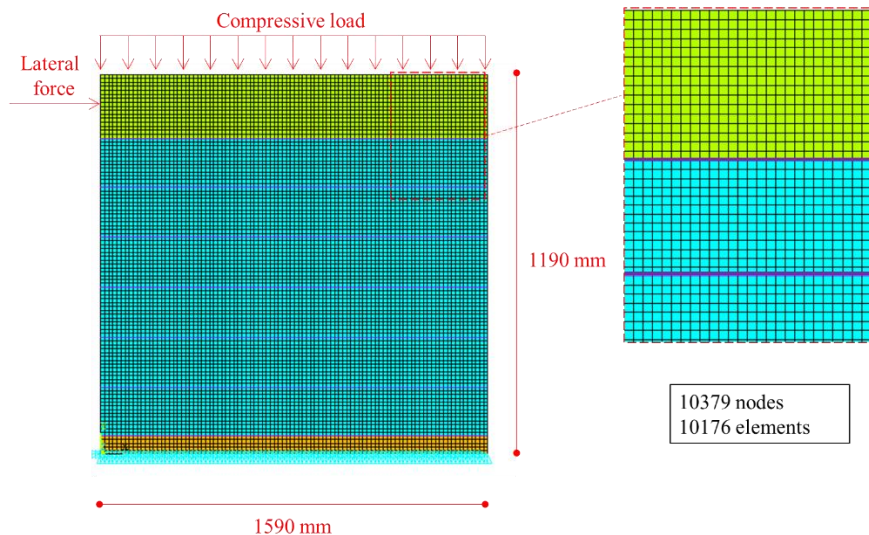 Compressive load
Lateral
force
1190 mm
10379 nodes
10176 elements
X
1590 mm